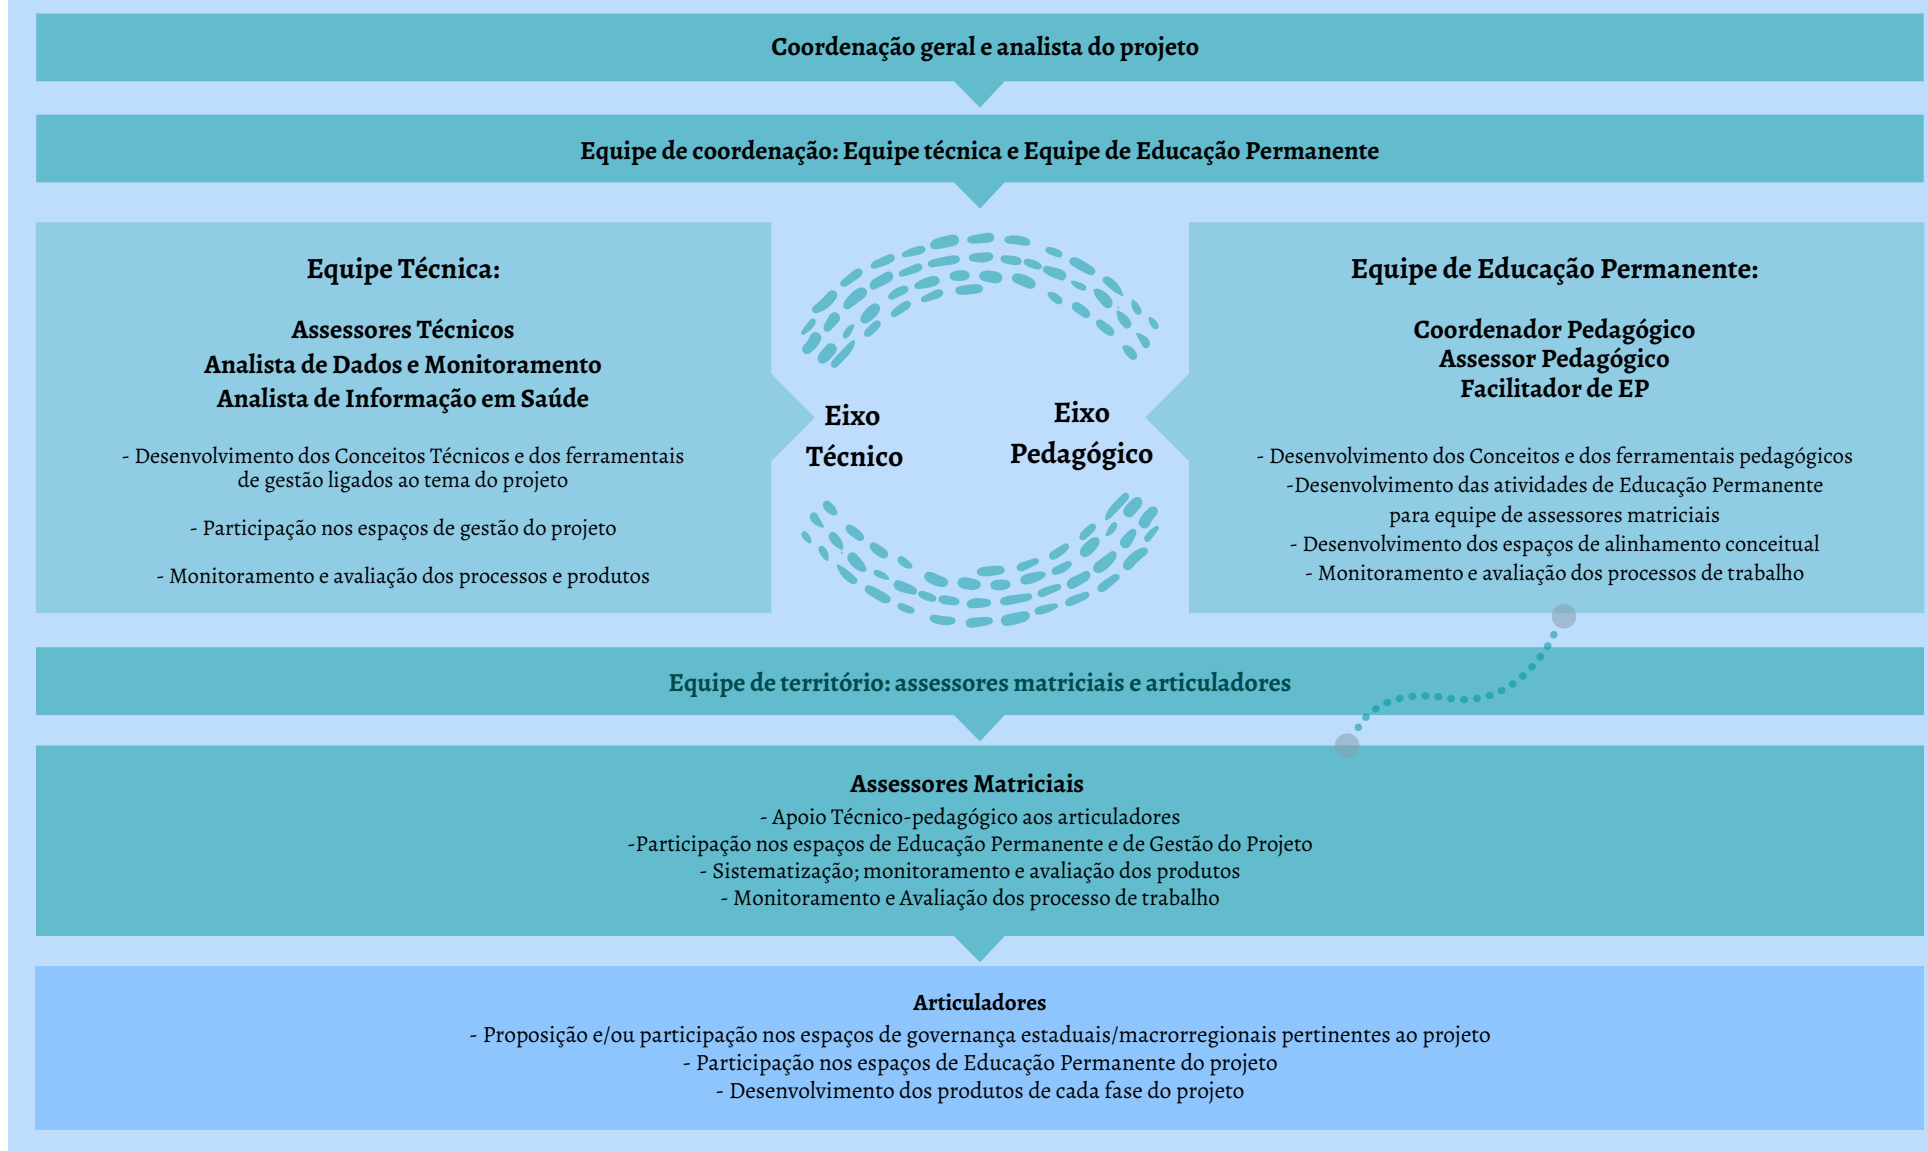 Coordenação geral e analista do projeto
Equipe de coordenação: Equipe técnica e Equipe de Educação Permanente
Equipe Técnica:
Assessores Técnicos
Analista de Dados e Monitoramento
Analista de Informação em Saúde
- Desenvolvimento dos Conceitos Técnicos e dos ferramentais
de gestão ligados ao tema do projeto
- Participação nos espaços de gestão do projeto
- Monitoramento e avaliação dos processos e produtos
Eixo
Técnico
Eixo
Pedagógico
Equipe de Educação Permanente:
Coordenador Pedagógico
Assessor Pedagógico
Facilitador de EP
- Desenvolvimento dos Conceitos e dos ferramentais pedagógicos
-Desenvolvimento das atividades de Educação Permanente
para equipe de assessores matriciais
- Desenvolvimento dos espaços de alinhamento conceitual
- Monitoramento e avaliação dos processos de trabalho
Equipe de território: assessores matriciais e articuladores
Assessores Matriciais
- Apoio Técnico-pedagógico aos articuladores
-Participação nos espaços de Educação Permanente e de Gestão do Projeto
- Sistematização; monitoramento e avaliação dos produtos
- Monitoramento e Avaliação dos processo de trabalho
Articuladores
- Proposição e/ou participação nos espaços de governança estaduais/macrorregionais pertinentes ao projeto
- Participação nos espaços de Educação Permanente do projeto
- Desenvolvimento dos produtos de cada fase do projeto